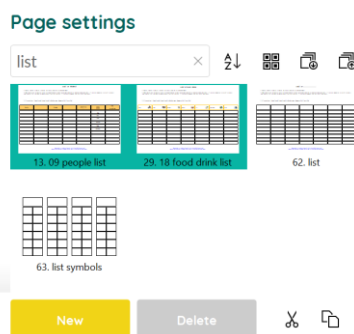 Page settings
list
13. 09 people list
29. 18 food drink list
62. list
63. list symbols
New
Delete